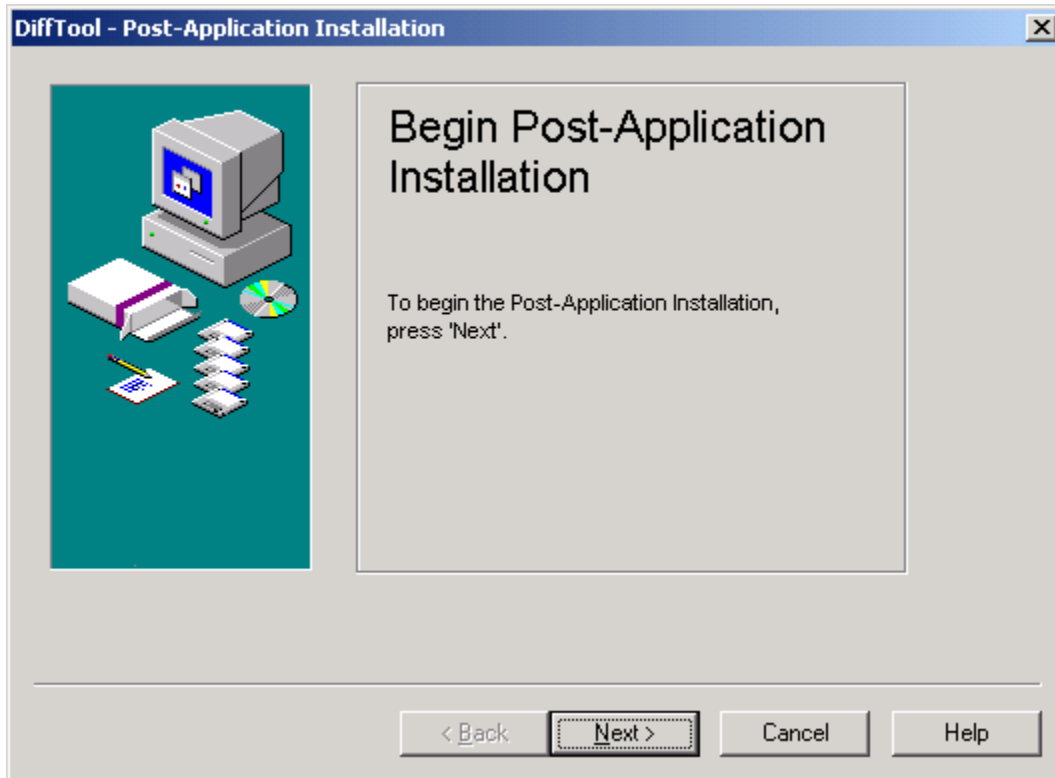 DiffTool - Post-Application Installation
Begin Post-Application
Installation
To begin the Post-Application Installation,
press 'Next'.
< Back
Next >
Cancel
Help